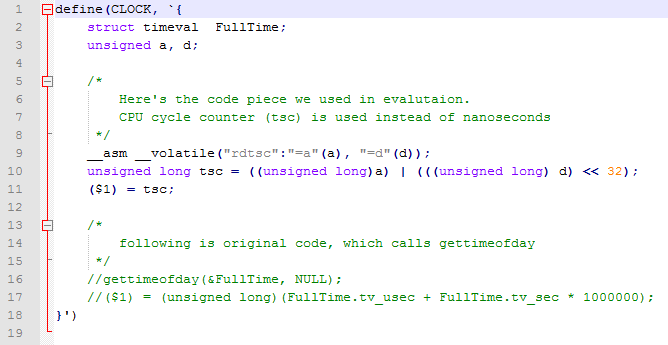 1 define(CLOCK, `{
2 struct timeval FullTime;
3 unsigned a, d;
4
5 /*
6 Here's the code piece we used in evalutaion.
7 CPU cycle counter (tsc) is used instead of nanoseconds
8 */
9 __asm __volatile("rdtsc":"=a"(a), "=d"(d));
10 unsigned long tsc = ((unsigned long)a) | (((unsigned long) d) << 32);
11 ($1) = tsc;
12
13 /*
14 following is original code, which calls gettimeofday
15 */
16 //gettimeofday(&FullTime, NULL);
17 //($1) = (unsigned long)(FullTime.tv_usec + FullTime.tv_sec * 1000000);
18 }')
19